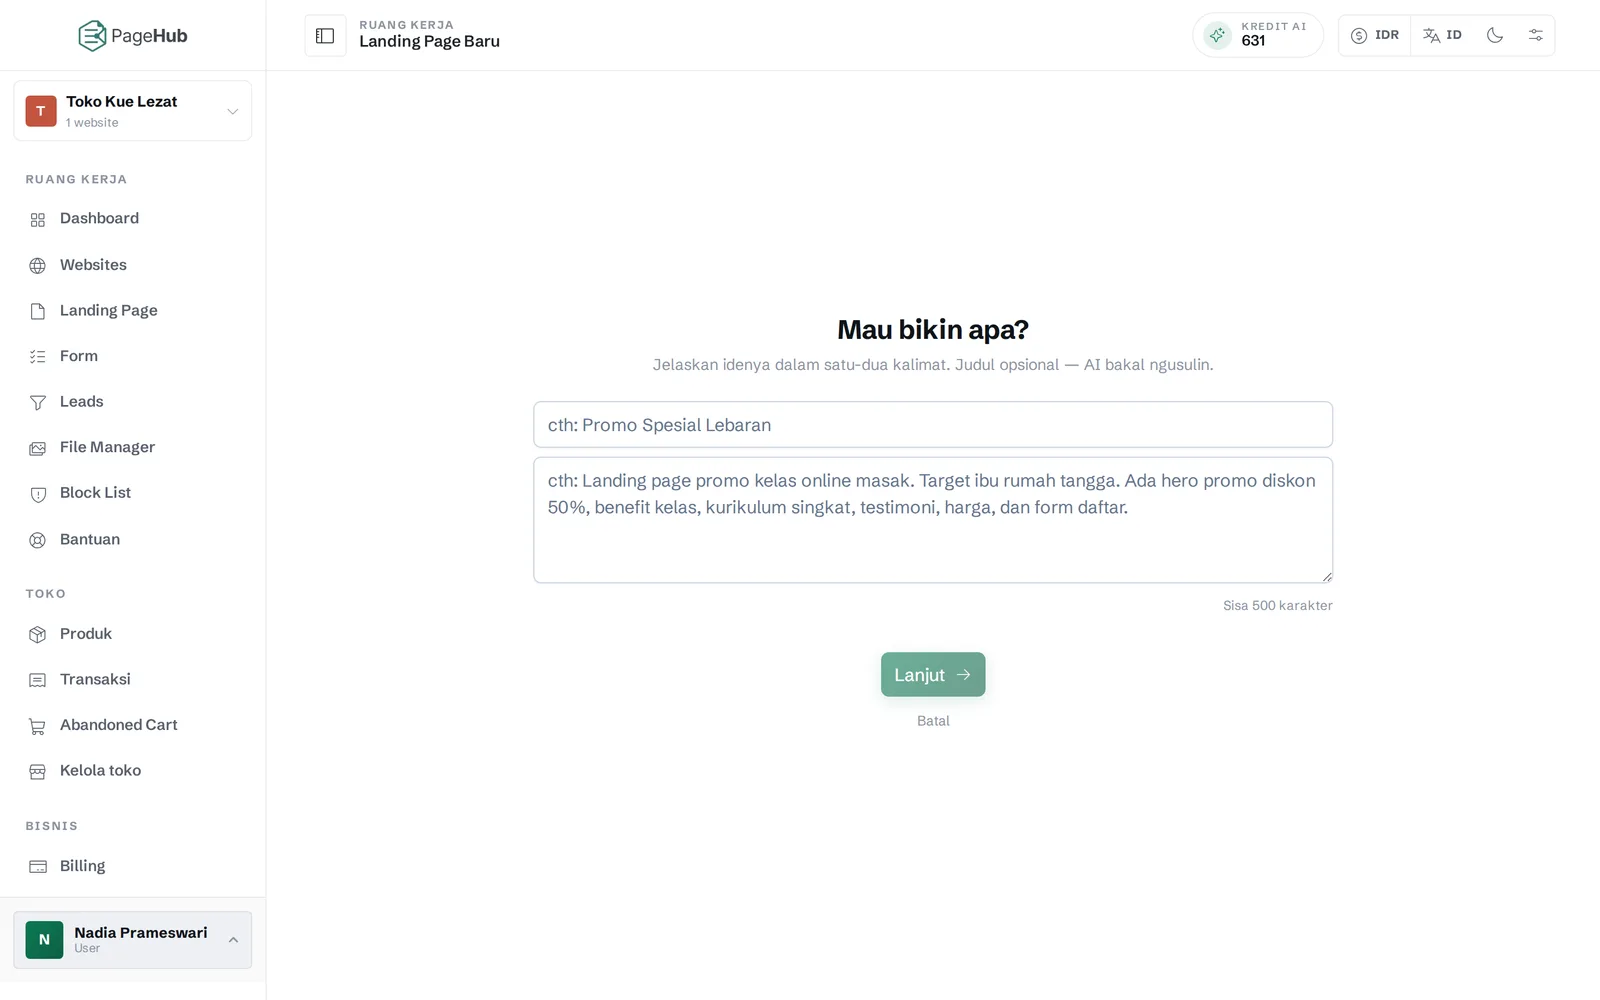 PageHub
RUANG KERJA
Landing Page Baru
KREDIT AI
631
IDR
ID
T
Toko Kue Lezat
1 website
RUANG KERJA
Dashboard
Websites
Landing Page
Form
Leads
File Manager
Block List
Bantuan
TOKO
Produk
Transaksi
Abandoned Cart
Kelola toko
BISNIS
Billing
N
Nadia Prameswari
User
Mau bikin apa?
Jelaskan idenya dalam satu-dua kalimat. Judul opsional — AI bakal ngusulin.
cth: Promo Spesial Lebaran
cth: Landing page promo kelas online masak. Target ibu rumah tangga. Ada hero promo diskon
50%, benefit kelas, kurikulum singkat, testimoni, harga, dan form daftar.
Sisa 500 karakter
Lanjut
Batal